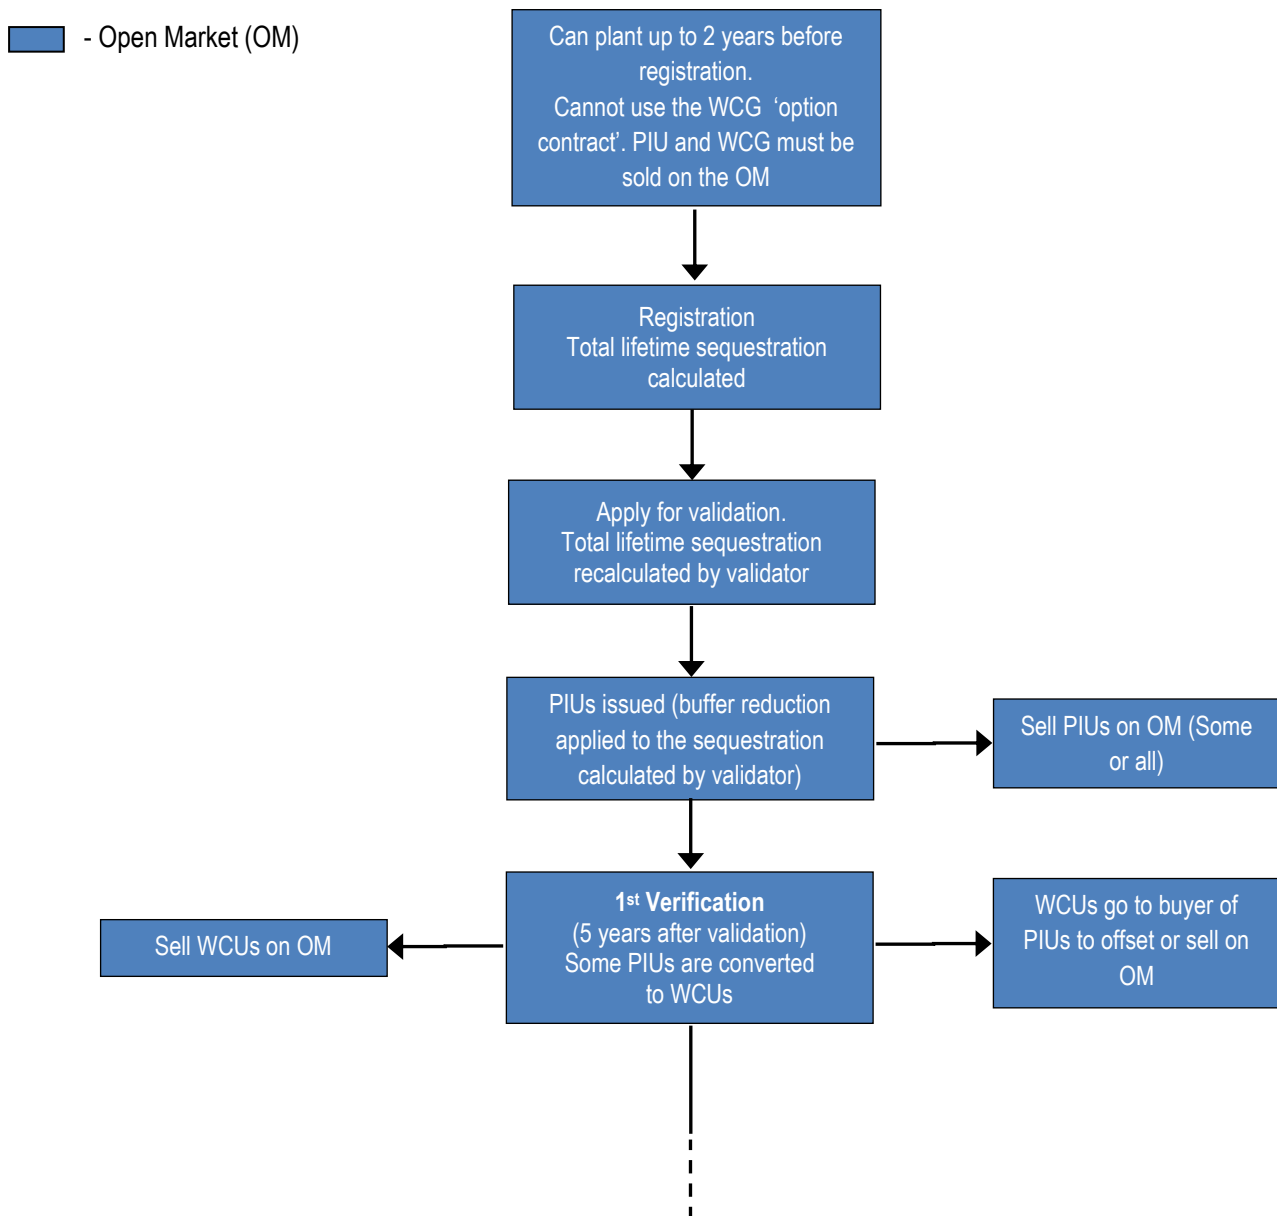 - Open Market (OM)
Can plant up to 2 years before
registration.
Cannot use the WCG ‘option
contract’. PIU and WCG must be
sold on the OM
Registration
Total lifetime sequestration
calculated
Apply for validation.
Total lifetime sequestration
recalculated by validator
PIUs issued (buffer reduction
applied to the sequestration
calculated by validator)
Sell PIUs on OM (Some
or all)
Sell WCUs on OM
1st Verification
(5 years after validation)
Some PIUs are converted
to WCUs
WCUs go to buyer of
PIUs to offset or sell on
OM